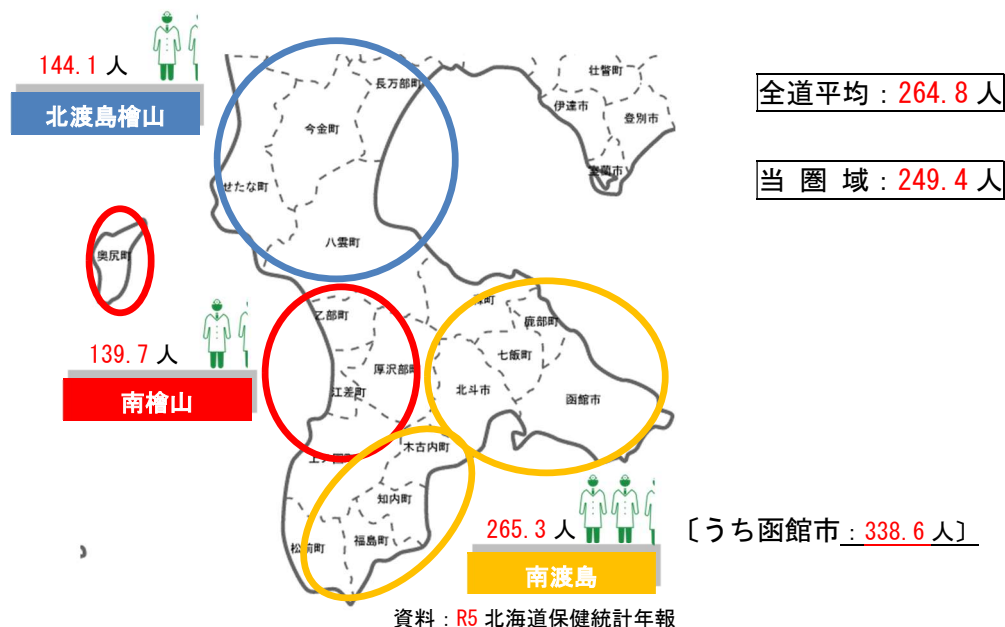 144.1 人
北渡島檜山
長万部町
今金町
せたな町
八雲町
壮瞥町
伊達市
登別市
室蘭市
全道平均：264.8 人
当 圏 域：249.4 人
奥尻町
139.7 人
南檜山
乙部町
厚沢部町
江差町
鹿部町
七飯町
北斗市
函館市
木古内町
知内町
福島町
松前町
265.3 人
南渡島
〔うち函館市：338.6 人〕
資料：R5 北海道保健統計年報